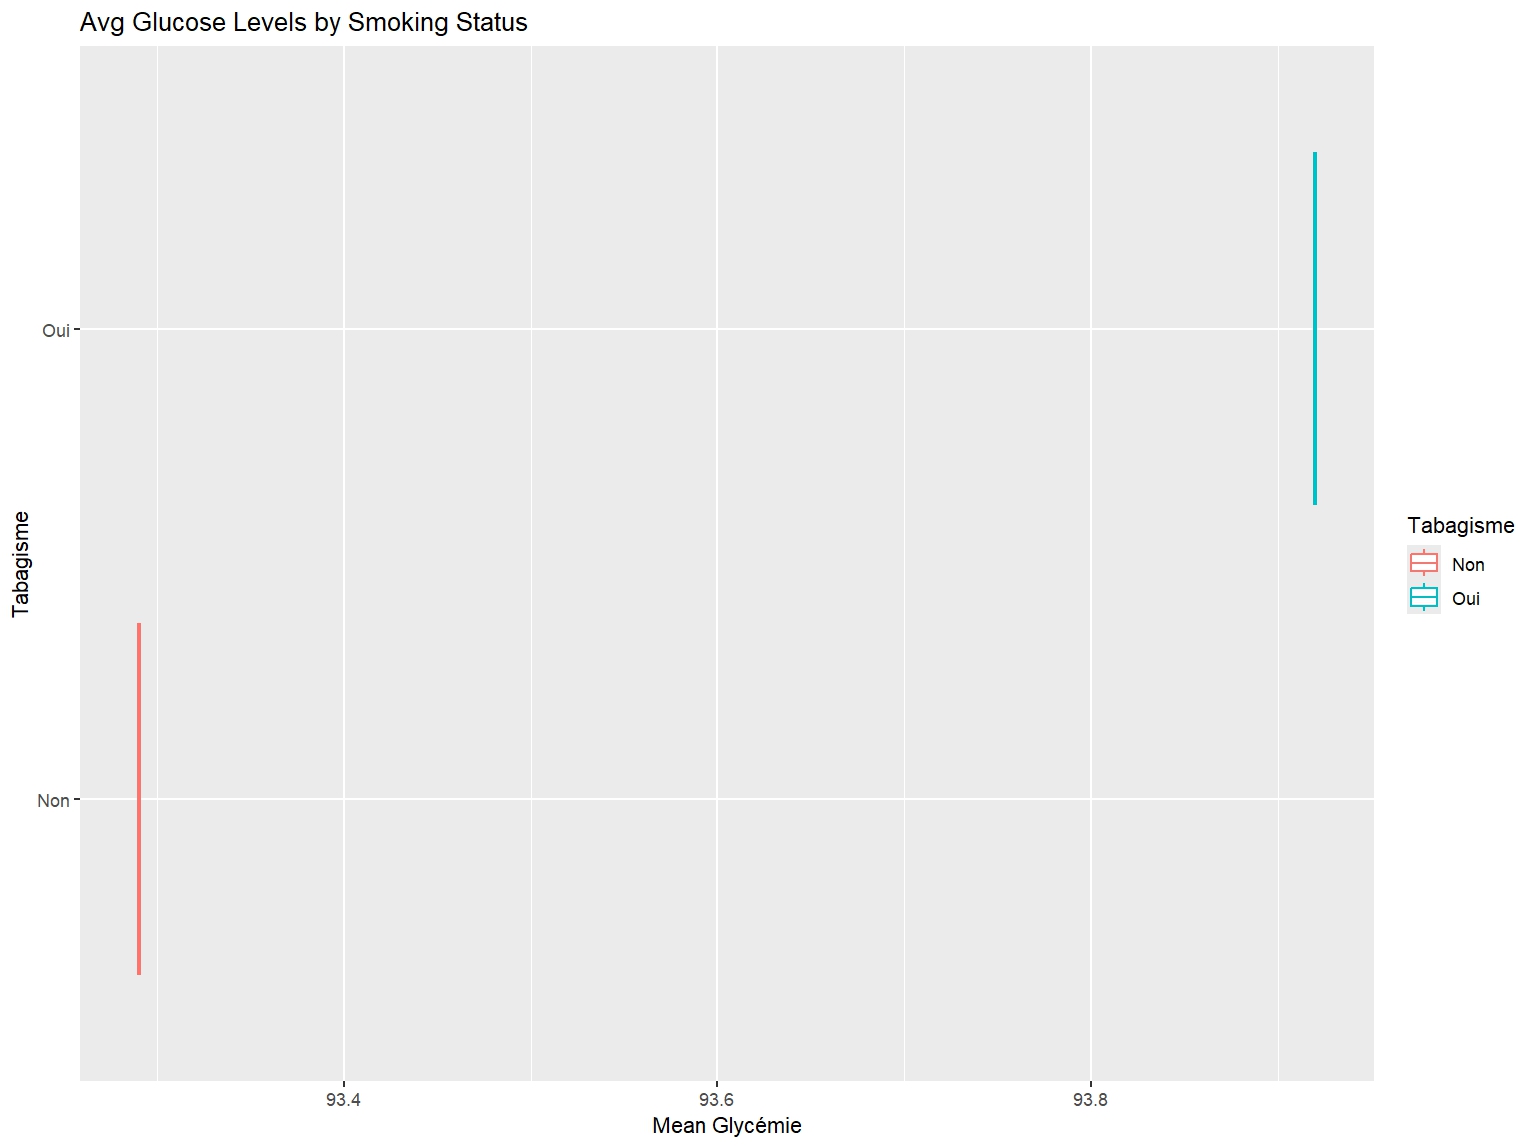 Avg Glucose Levels by Smoking Status
Tabagisme
Oui
Non
93.4
93.6
93.8
Mean Glycémie
Tabagisme
Non
Oui